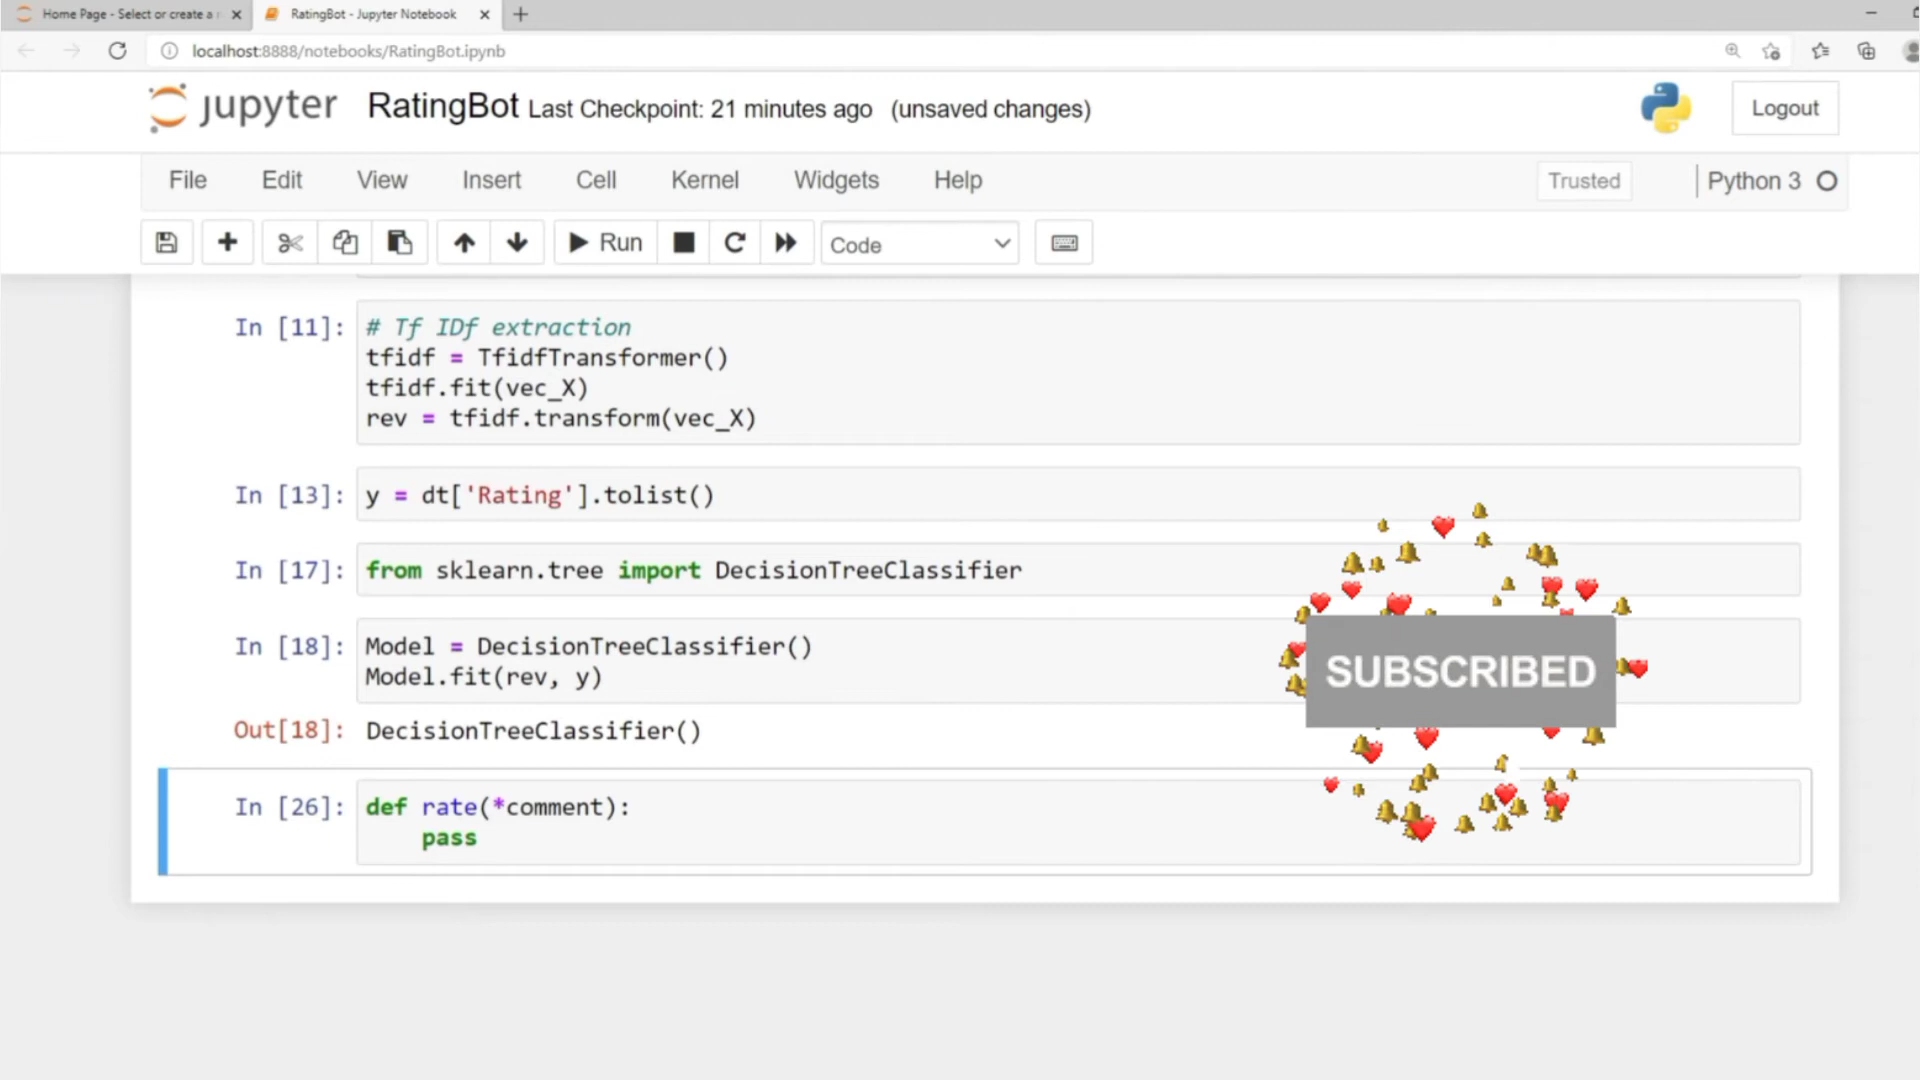 Home Page - Select or create a
RatingBot - Jupyter Notebook
localhost:8888/notebooks/RatingBot.ipynb
jupyter
RatingBot Last Checkpoint: 21 minutes ago (unsaved changes)
Logout
File Edit View Insert Cell Kernel Widgets Help
Trusted
Python 3
Run
Code
In [11]: # Tf IDf extraction
tfidf = TfidfTransformer()
tfidf.fit(vec_X)
rev = tfidf.transform(vec_X)
In [13]: y = dt['Rating'].tolist()
In [17]: from sklearn.tree import DecisionTreeClassifier
In [18]: Model = DecisionTreeClassifier()
Model.fit(rev, y)
SUBSCRIBED
Out[18]: DecisionTreeClassifier()
In [26]: def rate(*comment):
pass